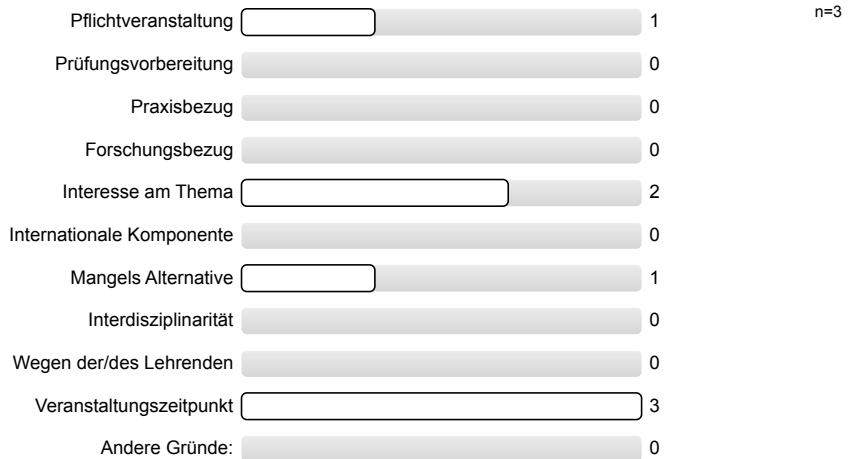 Pflichtveranstaltung 1 n=3
Prüfungsvorbereitung 0
Praxisbezug 0
Forschungsbezug 0
Interesse am Thema 2
Internationale Komponente 0
Mangels Alternative 1
Interdisziplinarität 0
Wegen der/des Lehrenden 0
Veranstaltungszeitpunkt 3
Andere Gründe: 0